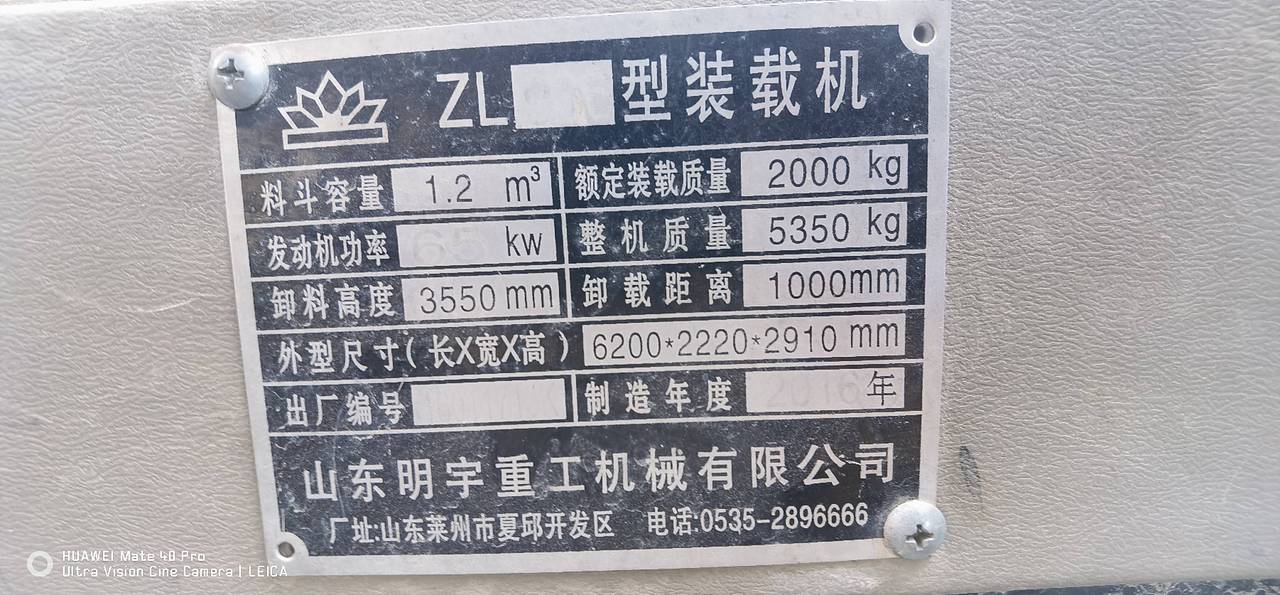 ZL 型装载机
料斗容量 1.2 m³ 额定装载质量 2000 kg
发动机功率 65 kw 整机质量 5350 kg
卸料高度 3550 mm 卸载距离 1000mm
外型尺寸(长X宽X高) 6200*2220*2910 mm
出厂编号 制造年度 2016年
山东明宇重工机械有限公司
厂址:山东莱州市夏邱开发区 电话:0535-2896666
HUAWEI Mate 40 Pro
Ultra Vision Cine Camera | LEICA